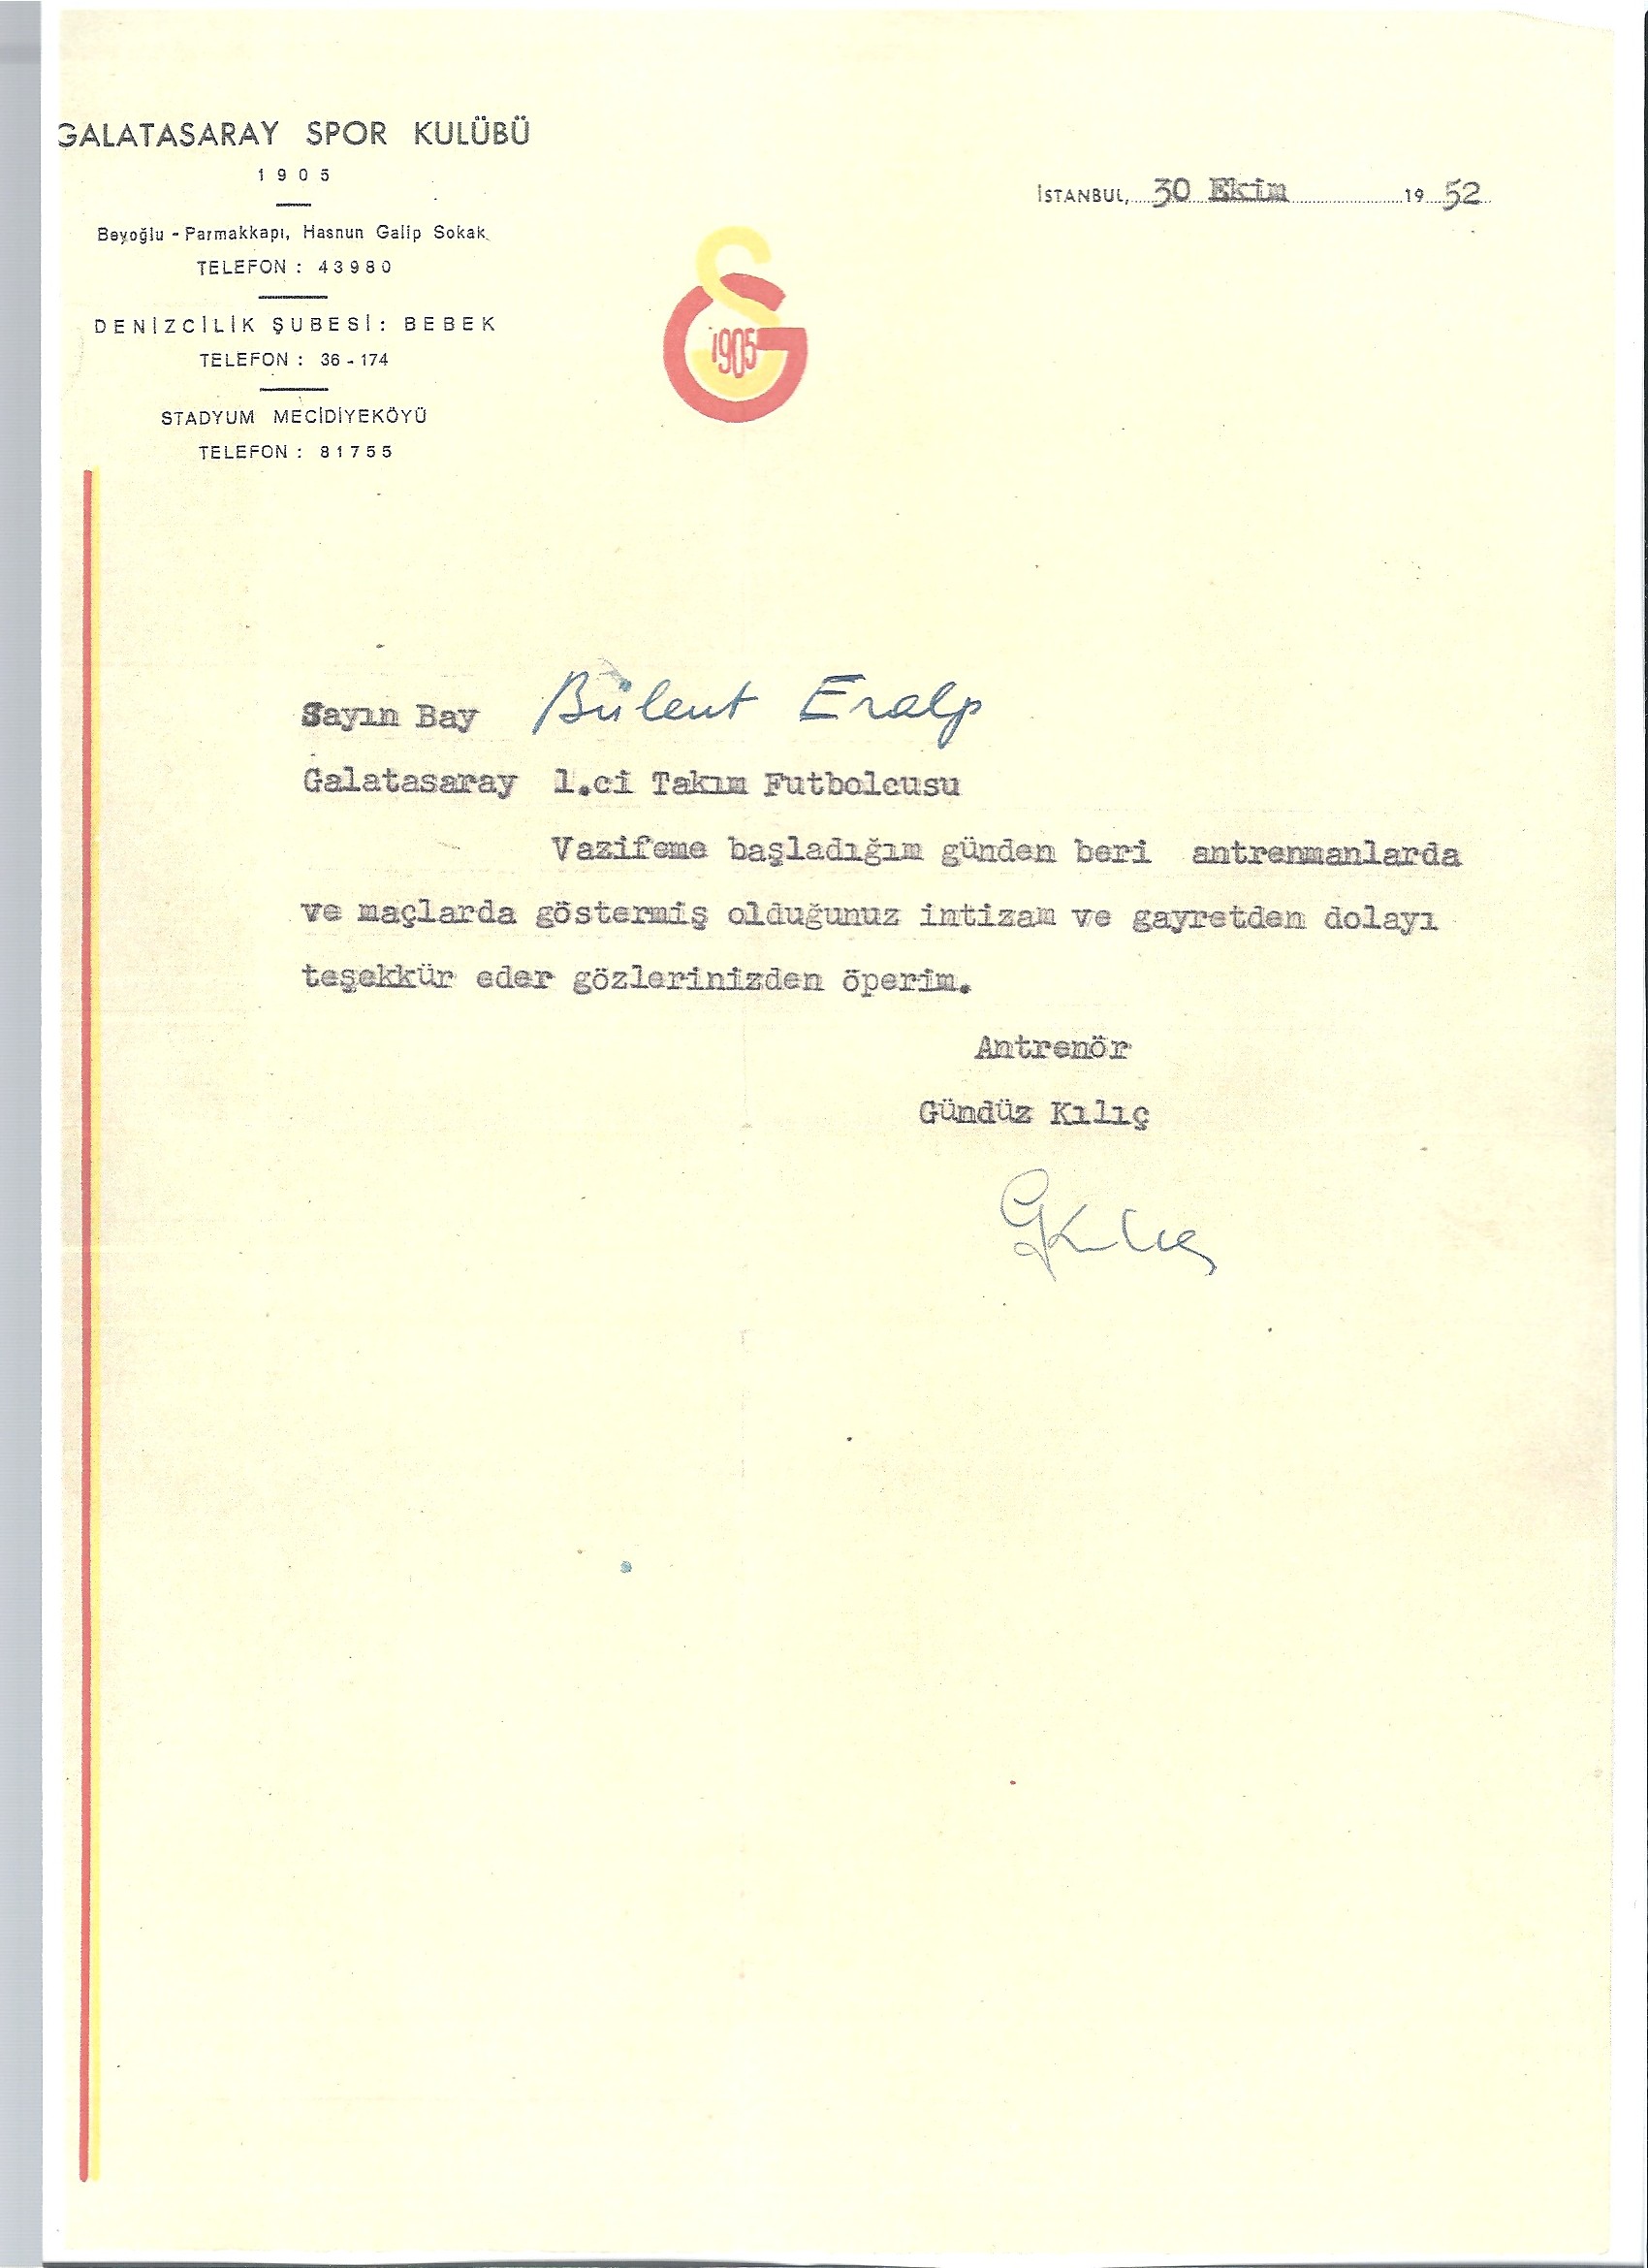 GALATASARAY SPOR KULÜBÜ
1905
Beyoğlu - Parmakkapı, Hasnun Galip Sokak
TELEFON : 43980
DENİZCİLİK ŞUBESİ: BEBEK
TELEFON : 36 - 174
STADYUM MECİDİYEKÖYÜ
TELEFON : 81755
İSTANBUL, 30 Ekim 1952
1905
Sayın Bay Bülent Eralp
Galatasaray 1.ci Takım Futbolcusu
Vazifeme başladığım günden beri antrenmanlarda
ve maçlarda göstermiş olduğunuz intizam ve gayretden dolayı
teşekkür eder gözlerinizden öperim.
Antrenör
Gündüz Kılıç
GKılıç